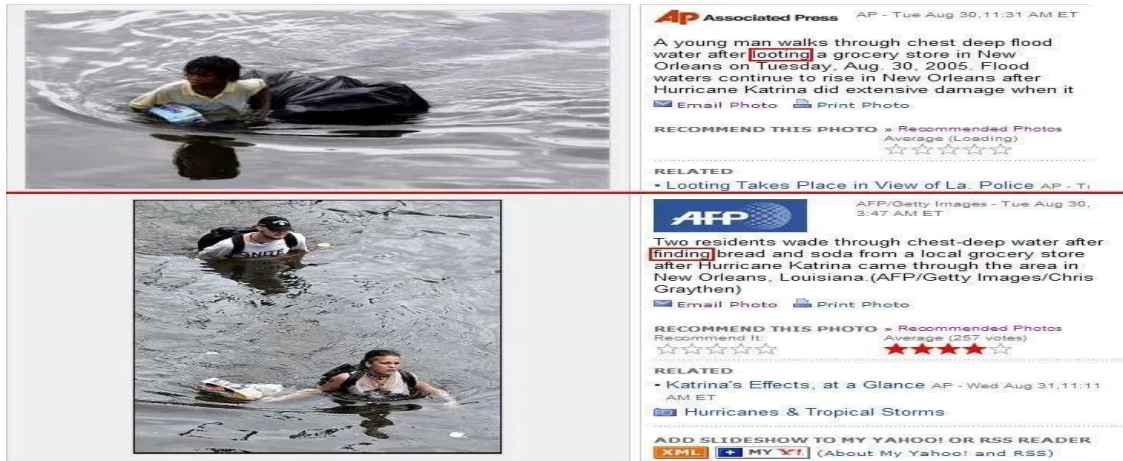 AP Associated Press AP - Tue Aug 30,11:31 AM ET
A young man walks through chest deep flood
water after looting a grocery store in New
Orleans on Tuesday, Aug. 30, 2005. Flood
waters continue to rise in New Orleans after
Hurricane Katrina did extensive damage when it
Email Photo Print Photo
RECOMMEND THIS PHOTO » Recommended Photos
Average (Loading)
RELATED
• Looting Takes Place in View of La. Police AP -
AFP
AFP/Getty Images - Tue Aug 30,
3:47 AM ET
Two residents wade through chest-deep water after
finding bread and soda from a local grocery store
after Hurricane Katrina came through the area in
New Orleans, Louisiana.(AFP/Getty Images/Chris
Graythen)
Email Photo Print Photo
RECOMMEND THIS PHOTO » Recommended Photos
Recommend It: Average (257 votes)
RELATED
• Katrina's Effects, at a Glance AP - Wed Aug 31,11:11
AM ET
Hurricanes & Tropical Storms
ADD SLIDESHOW TO MY YAHOO! OR RSS READER
XML + MY Y! (About My Yahoo! and RSS)